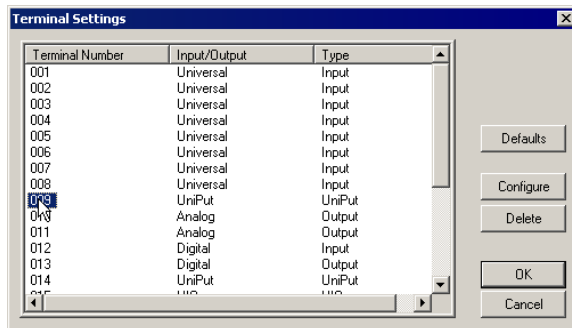 Terminal Settings
Terminal Number Input/Output Type
001 Universal Input
002 Universal Input
003 Universal Input
004 Universal Input
005 Universal Input
006 Universal Input
007 Universal Input
008 Universal Input
009 UniPut UniPut
010 Analog Output
011 Analog Output
012 Digital Input
013 Digital Output
014 UniPut UniPut
Defaults
Configure
Delete
OK
Cancel